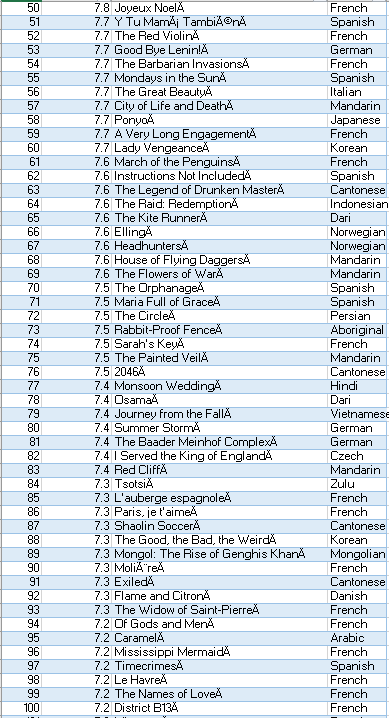 50 7.8 Joyeux NoelÂ French
51 7.7 Y Tu MamÃ¡ TambiÃ©nÂ Spanish
52 7.7 The Red ViolinÂ French
53 7.7 Good Bye Lenin!Â German
54 7.7 The Barbarian InvasionsÂ French
55 7.7 Mondays in the SunÂ Spanish
56 7.7 The Great BeautyÂ Italian
57 7.7 City of Life and DeathÂ Mandarin
58 7.7 PonyoÂ Japanese
59 7.7 A Very Long EngagementÂ French
60 7.7 Lady VengeanceÂ Korean
61 7.6 March of the PenguinsÂ French
62 7.6 Instructions Not IncludedÂ Spanish
63 7.6 The Legend of Drunken MasterÂ Cantonese
64 7.6 The Raid: RedemptionÂ Indonesian
65 7.6 The Kite RunnerÂ Dari
66 7.6 EllingÂ Norwegian
67 7.6 HeadhuntersÂ Norwegian
68 7.6 House of Flying DaggersÂ Mandarin
69 7.6 The Flowers of WarÂ Mandarin
70 7.5 The OrphanageÂ Spanish
71 7.5 Maria Full of GraceÂ Spanish
72 7.5 The CircleÂ Persian
73 7.5 Rabbit-Proof FenceÂ Aboriginal
74 7.5 Sarah's KeyÂ French
75 7.5 The Painted VeilÂ Mandarin
76 7.5 2046Â Cantonese
77 7.4 Monsoon WeddingÂ Hindi
78 7.4 OsamaÂ Dari
79 7.4 Journey from the FallÂ Vietnamese
80 7.4 Summer StormÂ German
81 7.4 The Baader Meinhof ComplexÂ German
82 7.4 I Served the King of EnglandÂ Czech
83 7.4 Red CliffÂ Mandarin
84 7.3 TsotsiÂ Zulu
85 7.3 L'auberge espagnoleÂ French
86 7.3 Paris, je t'aimeÂ French
87 7.3 Shaolin SoccerÂ Cantonese
88 7.3 The Good, the Bad, the WeirdÂ Korean
89 7.3 Mongol: The Rise of Genghis KhanÂ Mongolian
90 7.3 MoliÃ¨reÂ French
91 7.3 ExiledÂ Cantonese
92 7.3 Flame and CitronÂ Danish
93 7.3 The Widow of Saint-PierreÂ French
94 7.2 Of Gods and MenÂ French
95 7.2 CaramelÂ Arabic
96 7.2 Mississippi MermaidÂ French
97 7.2 TimecrimesÂ Spanish
98 7.2 Le HavreÂ French
99 7.2 The Names of LoveÂ French
100 7.2 District B13Â French